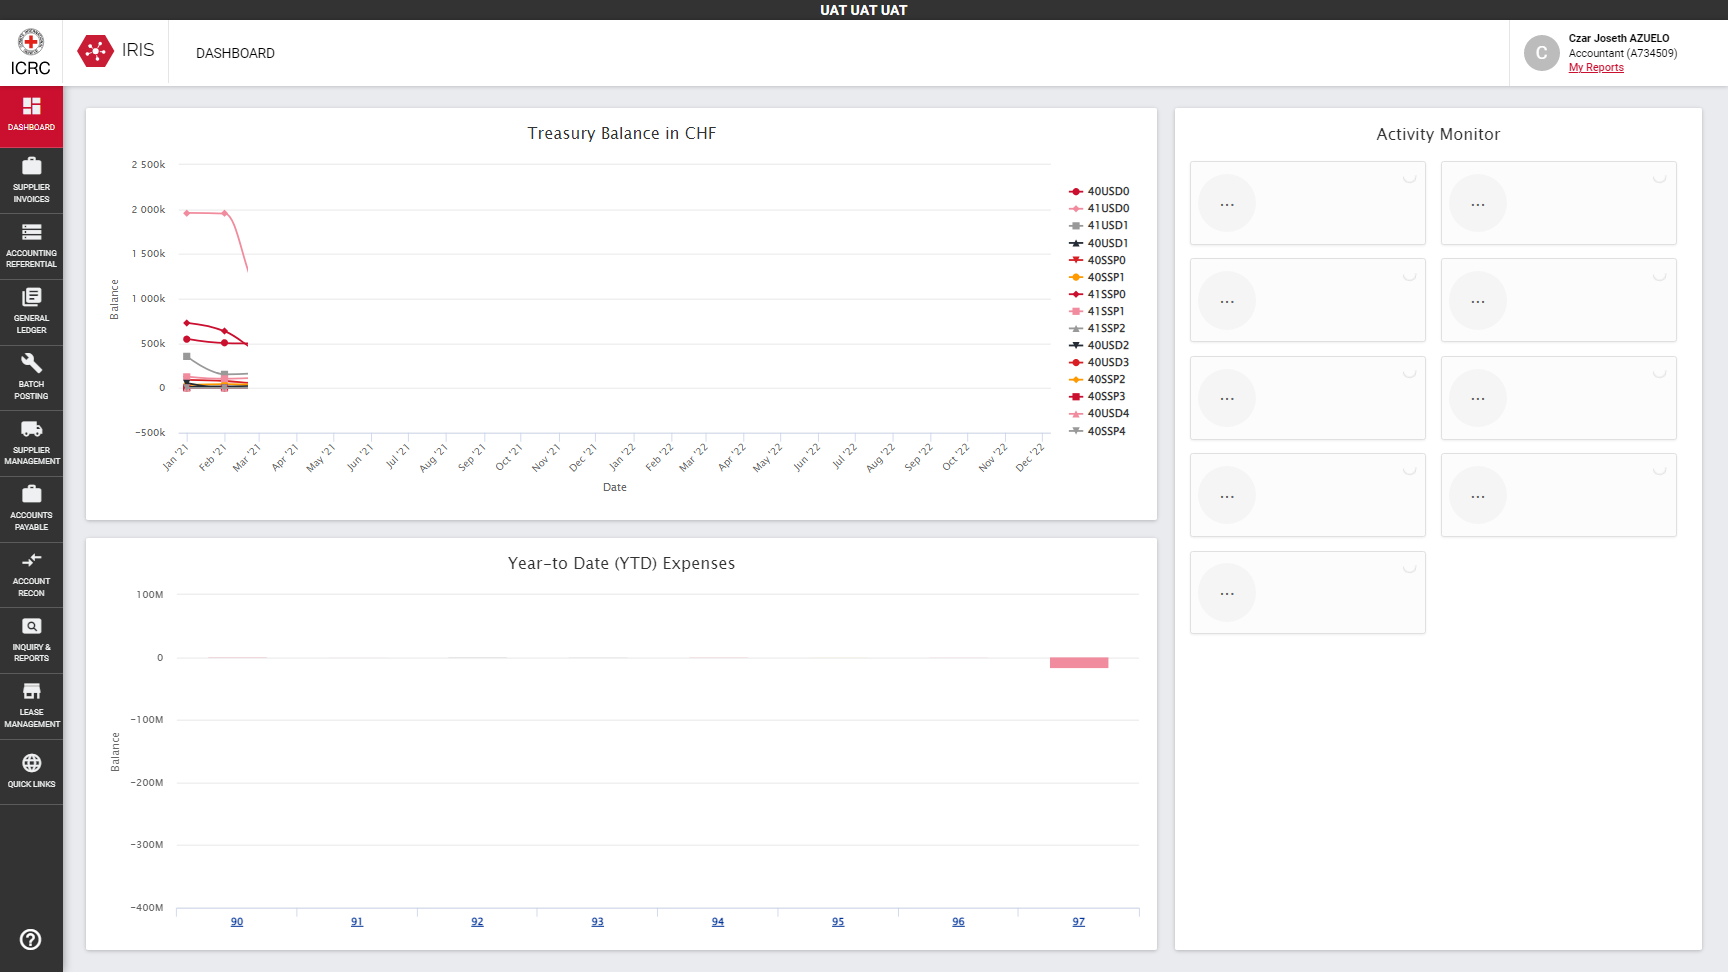 UAT UAT UAT
ICRC
IRIS
DASHBOARD
C
Czar Joseth AZUELO
Accountant (A734509)
My Reports
DASHBOARD
SUPPLIER
INVOICES
ACCOUNTING
REFERENTIAL
GENERAL
LEDGER
BATCH
POSTING
SUPPLIER
MANAGEMENT
ACCOUNTS
PAYABLE
ACCOUNT
RECON
INQUIRY &
REPORTS
LEASE
MANAGEMENT
QUICK LINKS
Treasury Balance in CHF
Balance
2 500k
2 000k
1 500k
1 000k
500k
0
-500k
Jan '21
Feb '21
Mar '21
Apr '21
May '21
Jun '21
Jul '21
Aug '21
Sep '21
Oct '21
Nov '21
Dec '21
Jan '22
Feb '22
Mar '22
Apr '22
May '22
Jun '22
Jul '22
Aug '22
Sep '22
Oct '22
Nov '22
Dec '22
Date
40USD0
41USD0
41USD1
40USD1
40SSP0
40SSP1
41SSP0
41SSP1
41SSP2
40USD2
40USD3
40SSP2
40SSP3
40USD4
40SSP4
Year-to Date (YTD) Expenses
Balance
100M
0
-100M
-200M
-300M
-400M
90
91
92
93
94
95
96
97
Activity Monitor
...
...
...
...
...
...
...
...
...